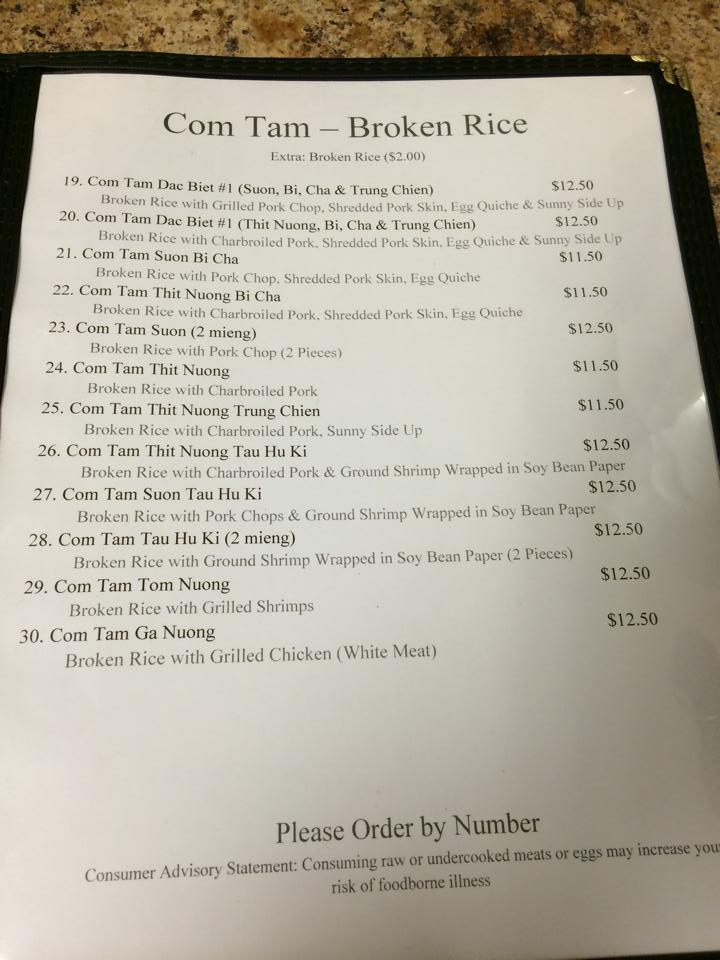 Com Tam – Broken Rice
Extra: Broken Rice ($2.00)
19. Com Tam Dac Biet #1 (Suon, Bi, Cha & Trung Chien) $12.50
Broken Rice with Grilled Pork Chop, Shredded Pork Skin, Egg Quiche & Sunny Side Up
20. Com Tam Dac Biet #1 (Thit Nuong, Bi, Cha & Trung Chien) $12.50
Broken Rice with Charbroiled Pork, Shredded Pork Skin, Egg Quiche & Sunny Side Up
21. Com Tam Suon Bi Cha $11.50
Broken Rice with Pork Chop, Shredded Pork Skin, Egg Quiche
22. Com Tam Thit Nuong Bi Cha $11.50
Broken Rice with Charbroiled Pork, Shredded Pork Skin, Egg Quiche
23. Com Tam Suon (2 mieng) $12.50
Broken Rice with Pork Chop (2 Pieces)
24. Com Tam Thit Nuong $11.50
Broken Rice with Charbroiled Pork
25. Com Tam Thit Nuong Trung Chien $11.50
Broken Rice with Charbroiled Pork, Sunny Side Up
26. Com Tam Thit Nuong Tau Hu Ki $12.50
Broken Rice with Charbroiled Pork & Ground Shrimp Wrapped in Soy Bean Paper
27. Com Tam Suon Tau Hu Ki $12.50
Broken Rice with Pork Chops & Ground Shrimp Wrapped in Soy Bean Paper
28. Com Tam Tau Hu Ki (2 mieng) $12.50
Broken Rice with Ground Shrimp Wrapped in Soy Bean Paper (2 Pieces)
29. Com Tam Tom Nuong $12.50
Broken Rice with Grilled Shrimps
30. Com Tam Ga Nuong $12.50
Broken Rice with Grilled Chicken (White Meat)
Please Order by Number
Consumer Advisory Statement: Consuming raw or undercooked meats or eggs may increase you
risk of foodborne illness